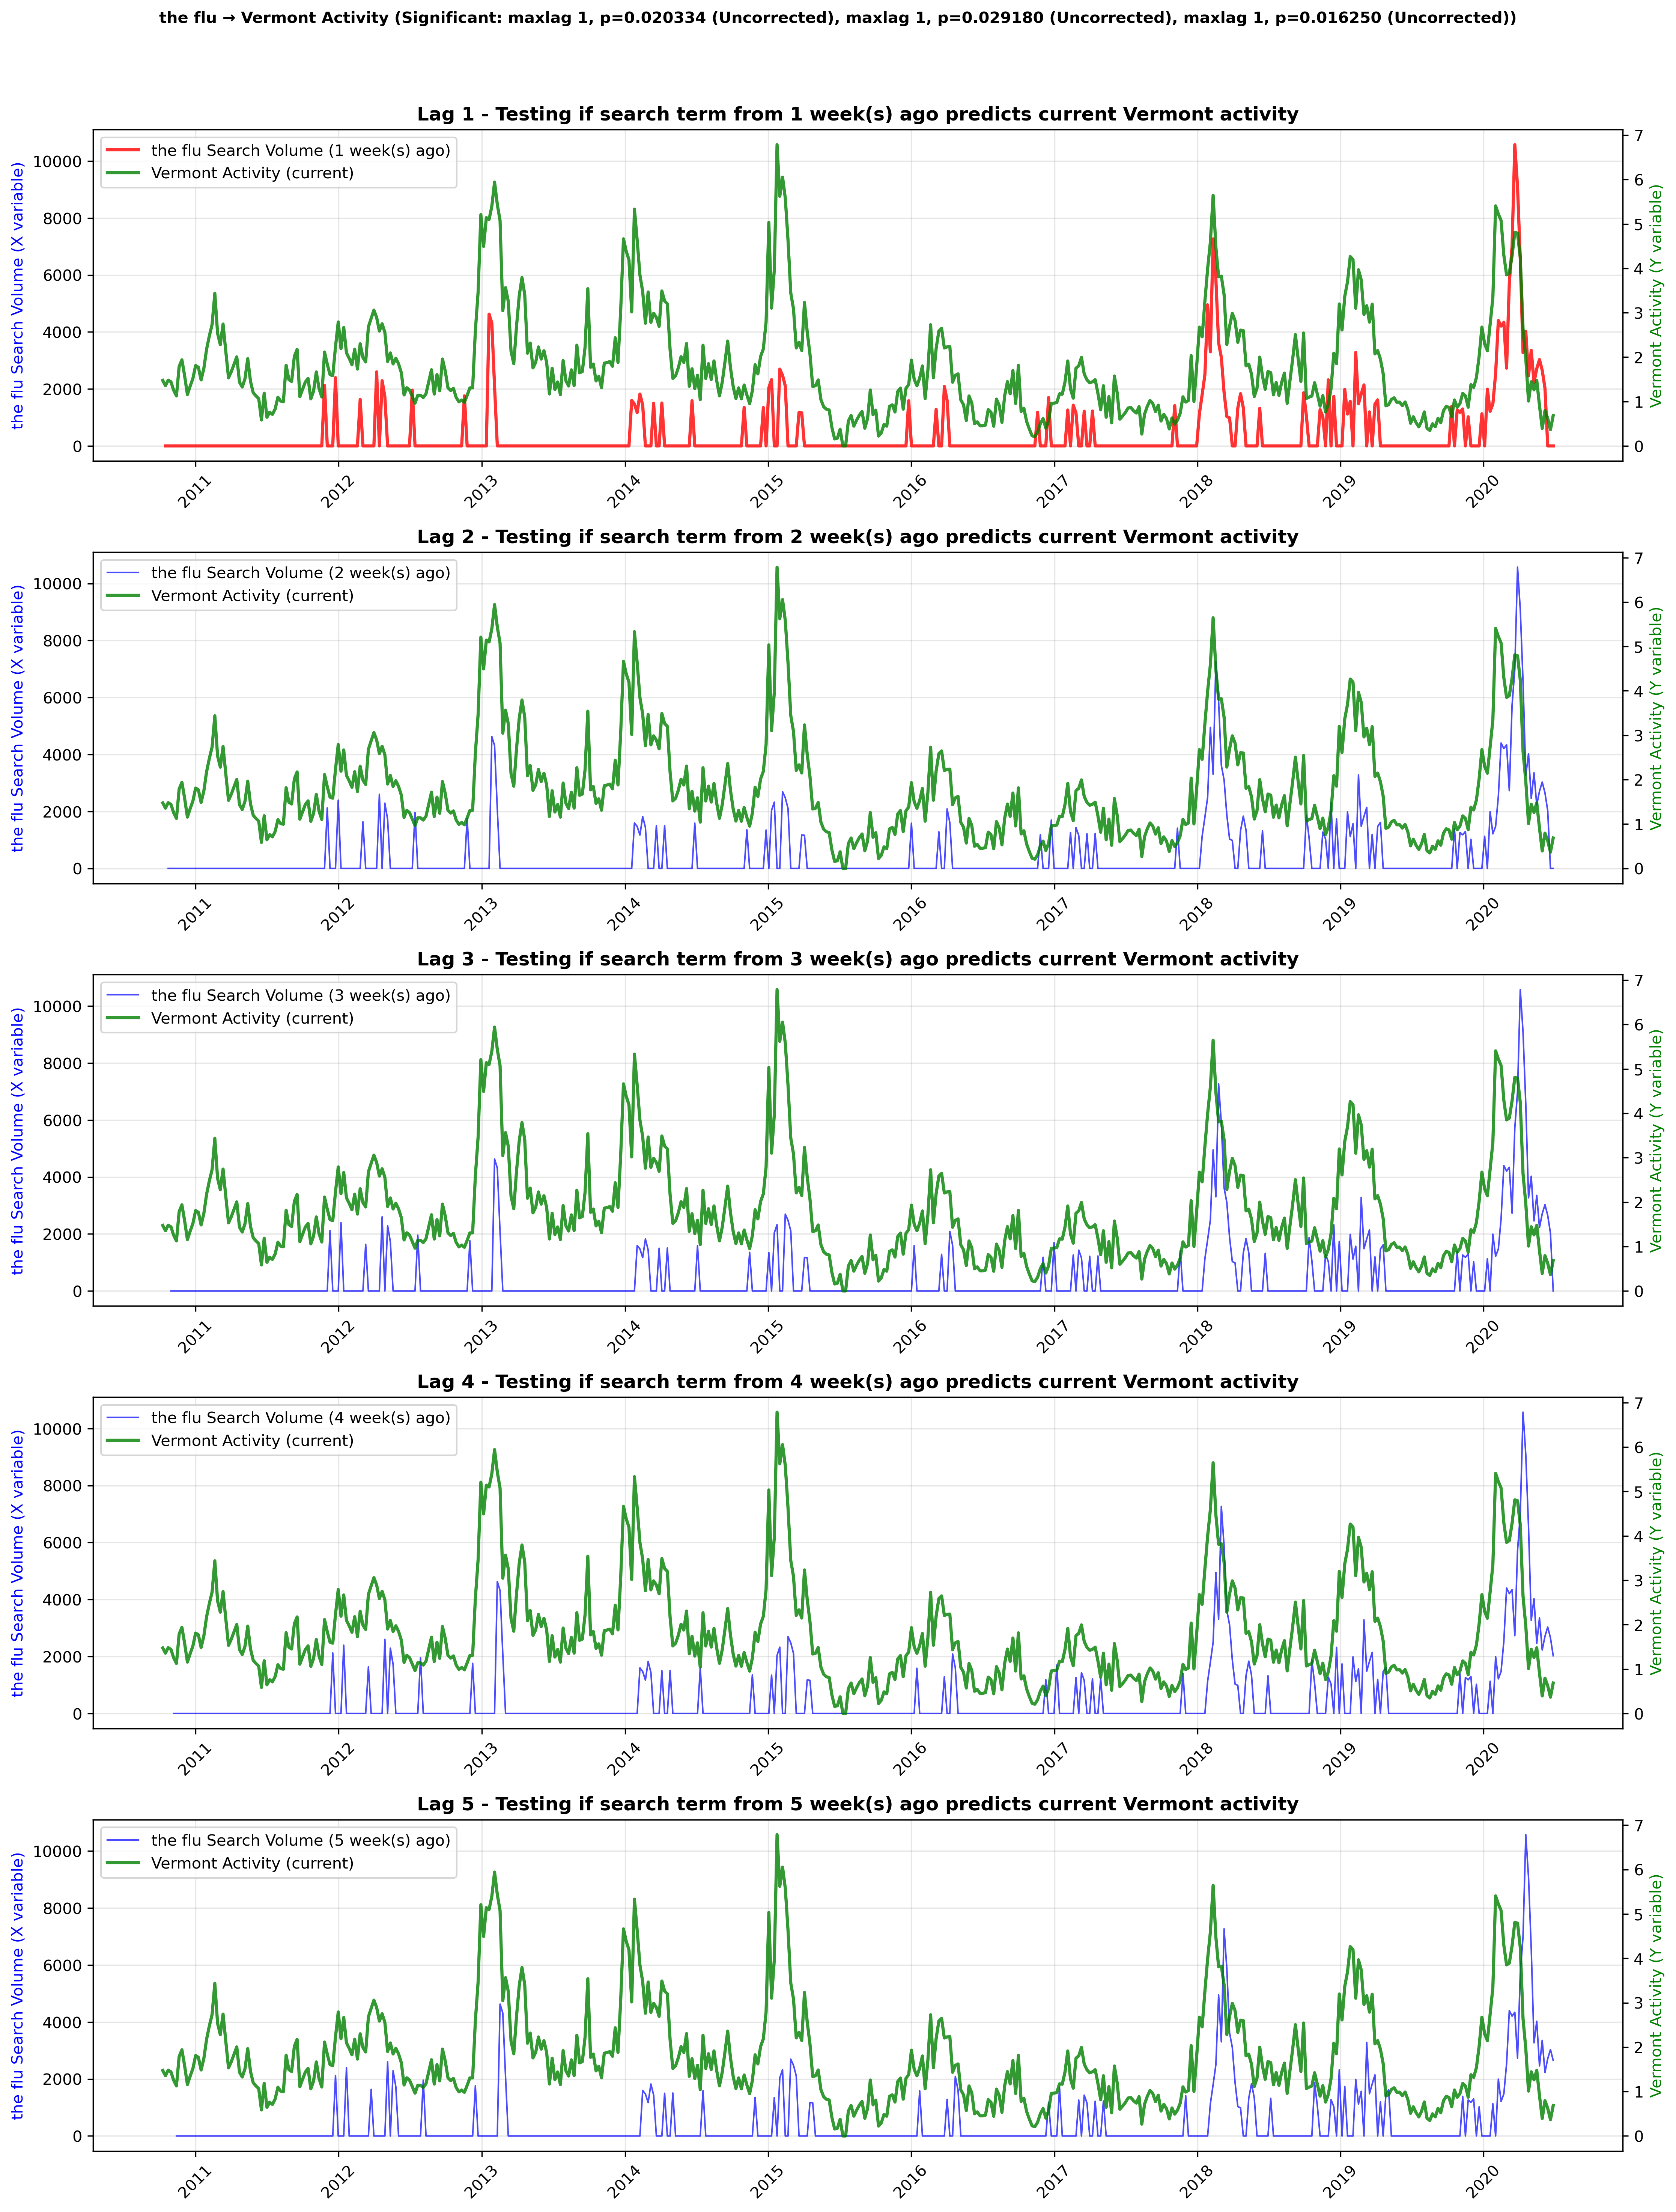 the flu → Vermont Activity (Significant: maxlag 1, p=0.020334 (Uncorrected), maxlag 1, p=0.029180 (Uncorrected), maxlag 1, p=0.016250 (Uncorrected))
Lag 1 - Testing if search term from 1 week(s) ago predicts current Vermont activity
the flu Search Volume (1 week(s) ago)
Vermont Activity (current)
the flu Search Volume (X variable)
10000
8000
6000
4000
2000
0
7
6
5
4
3
2
1
0
Vermont Activity (Y variable)
2011 2012 2013 2014 2015 2016 2017 2018 2019 2020
Lag 2 - Testing if search term from 2 week(s) ago predicts current Vermont activity
the flu Search Volume (2 week(s) ago)
Vermont Activity (current)
the flu Search Volume (X variable)
10000
8000
6000
4000
2000
0
7
6
5
4
3
2
1
0
Vermont Activity (Y variable)
2011 2012 2013 2014 2015 2016 2017 2018 2019 2020
Lag 3 - Testing if search term from 3 week(s) ago predicts current Vermont activity
the flu Search Volume (3 week(s) ago)
Vermont Activity (current)
the flu Search Volume (X variable)
10000
8000
6000
4000
2000
0
7
6
5
4
3
2
1
0
Vermont Activity (Y variable)
2011 2012 2013 2014 2015 2016 2017 2018 2019 2020
Lag 4 - Testing if search term from 4 week(s) ago predicts current Vermont activity
the flu Search Volume (4 week(s) ago)
Vermont Activity (current)
the flu Search Volume (X variable)
10000
8000
6000
4000
2000
0
7
6
5
4
3
2
1
0
Vermont Activity (Y variable)
2011 2012 2013 2014 2015 2016 2017 2018 2019 2020
Lag 5 - Testing if search term from 5 week(s) ago predicts current Vermont activity
the flu Search Volume (5 week(s) ago)
Vermont Activity (current)
the flu Search Volume (X variable)
10000
8000
6000
4000
2000
0
7
6
5
4
3
2
1
0
Vermont Activity (Y variable)
2011 2012 2013 2014 2015 2016 2017 2018 2019 2020